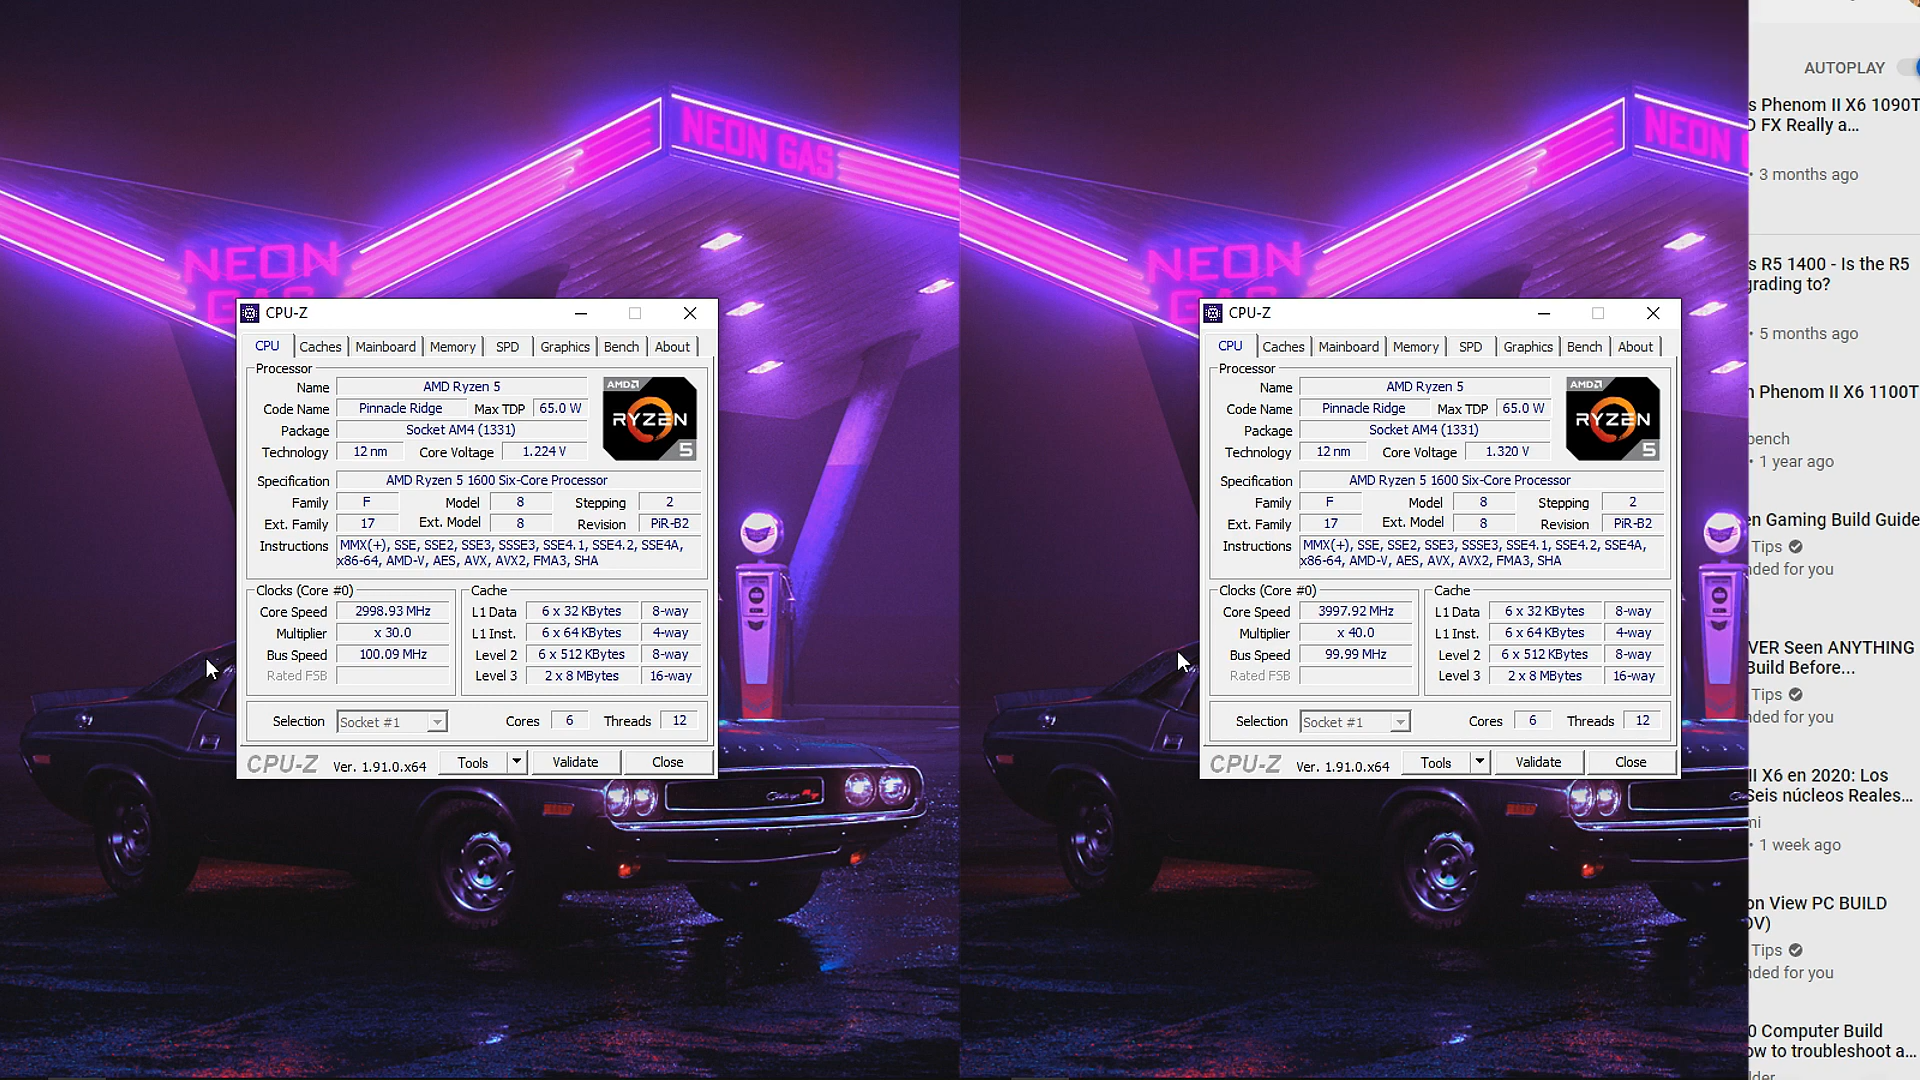 NEON GAS
NEON
GAS
CPU-Z
CPU Caches Mainboard Memory SPD Graphics Bench About
Processor
Name AMD Ryzen 5
Code Name Pinnacle Ridge Max TDP 65.0 W
Package Socket AM4 (1331)
Technology 12 nm Core Voltage 1.224 V
AMD
RYZEN
5
Specification AMD Ryzen 5 1600 Six-Core Processor
Family F Model 8 Stepping 2
Ext. Family 17 Ext. Model 8 Revision PiR-B2
Instructions MMX(+), SSE, SSE2, SSE3, SSSE3, SSE4.1, SSE4.2, SSE4A,
x86-64, AMD-V, AES, AVX, AVX2, FMA3, SHA
Clocks (Core #0)
Core Speed 2998.93 MHz
Multiplier x 30.0
Bus Speed 100.09 MHz
Rated FSB
Cache
L1 Data 6 x 32 KBytes 8-way
L1 Inst. 6 x 64 KBytes 4-way
Level 2 6 x 512 KBytes 8-way
Level 3 2 x 8 MBytes 16-way
Selection Socket #1 Cores 6 Threads 12
CPU-Z Ver. 1.91.0.x64 Tools Validate Close
NEON
NEON
GAS
CPU-Z
CPU Caches Mainboard Memory SPD Graphics Bench About
Processor
Name AMD Ryzen 5
Code Name Pinnacle Ridge Max TDP 65.0 W
Package Socket AM4 (1331)
Technology 12 nm Core Voltage 1.320 V
AMD
RYZEN
5
Specification AMD Ryzen 5 1600 Six-Core Processor
Family F Model 8 Stepping 2
Ext. Family 17 Ext. Model 8 Revision PiR-B2
Instructions MMX(+), SSE, SSE2, SSE3, SSSE3, SSE4.1, SSE4.2, SSE4A,
x86-64, AMD-V, AES, AVX, AVX2, FMA3, SHA
Clocks (Core #0)
Core Speed 3997.92 MHz
Multiplier x 40.0
Bus Speed 99.99 MHz
Rated FSB
Cache
L1 Data 6 x 32 KBytes 8-way
L1 Inst. 6 x 64 KBytes 4-way
Level 2 6 x 512 KBytes 8-way
Level 3 2 x 8 MBytes 16-way
Selection Socket #1 Cores 6 Threads 12
CPU-Z Ver. 1.91.0.x64 Tools Validate Close
AUTOPLAY
s Phenom II X6 1090T
FX Really a...
• 3 months ago
s R5 1400 - Is the R5
grading to?
• 5 months ago
Phenom II X6 1100T
bench
• 1 year ago
en Gaming Build Guide
Tips
nded for you
VER Seen ANYTHING
Build Before...
Tips
nded for you
II X6 en 2020: Los
Seis núcleos Reales...
mi
• 1 week ago
on View PC BUILD
OV)
Tips
nded for you
0 Computer Build
ow to troubleshoot a...